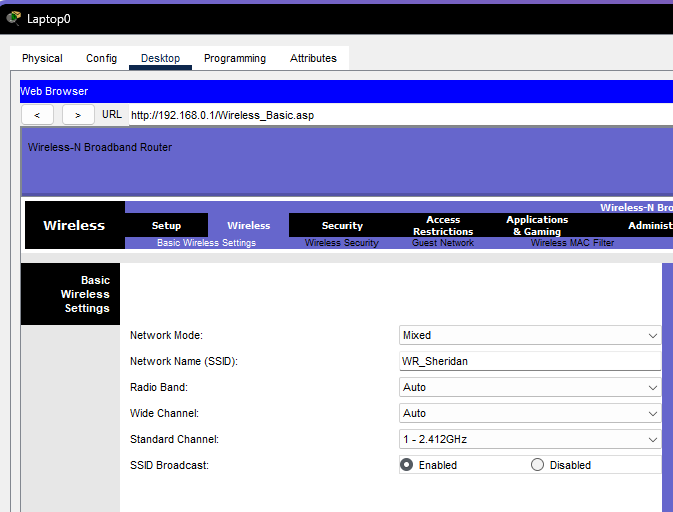 Laptop0
Physical Config Desktop Programming Attributes
Web Browser
< > URL http://192.168.0.1/Wireless_Basic.asp
Wireless-N Broadband Router
Wireless-N Bro
Wireless Setup Wireless Security Access Restrictions Applications & Gaming Administ
Basic Wireless Settings Wireless Security Guest Network Wireless MAC Filter
Basic
Wireless
Settings
Network Mode: Mixed
Network Name (SSID): WR_Sheridan
Radio Band: Auto
Wide Channel: Auto
Standard Channel: 1 - 2.412GHz
SSID Broadcast: Enabled Disabled